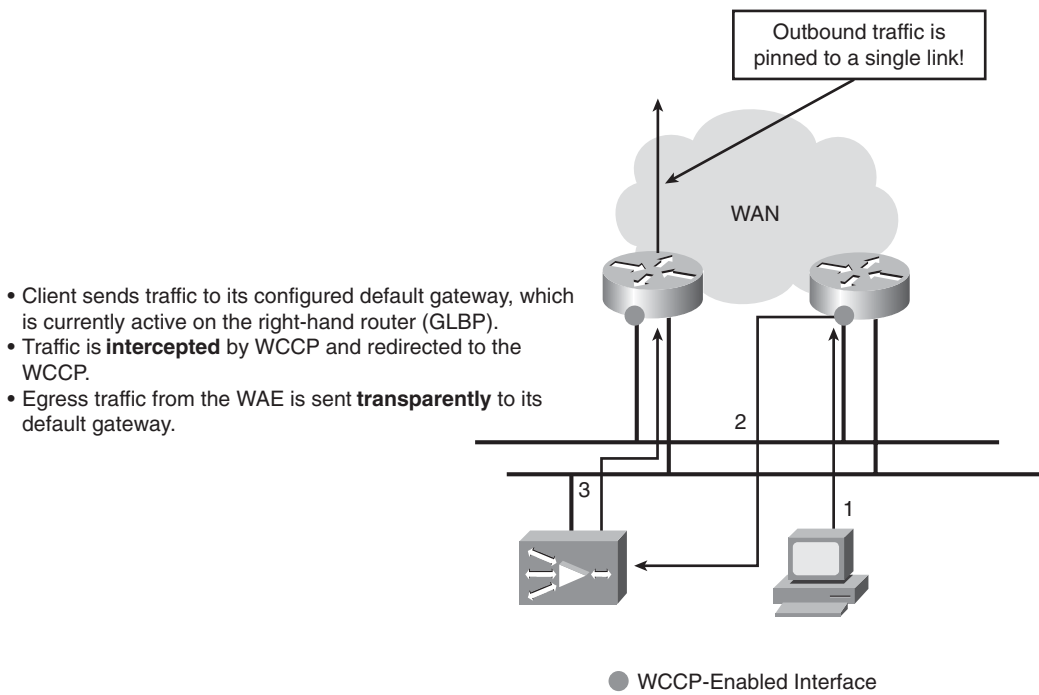 Outbound traffic is
pinned to a single link!
WAN
• Client sends traffic to its configured default gateway, which
is currently active on the right-hand router (GLBP).
• Traffic is intercepted by WCCP and redirected to the
WCCP.
• Egress traffic from the WAE is sent transparently to its
default gateway.
2
3
1
WCCP-Enabled Interface